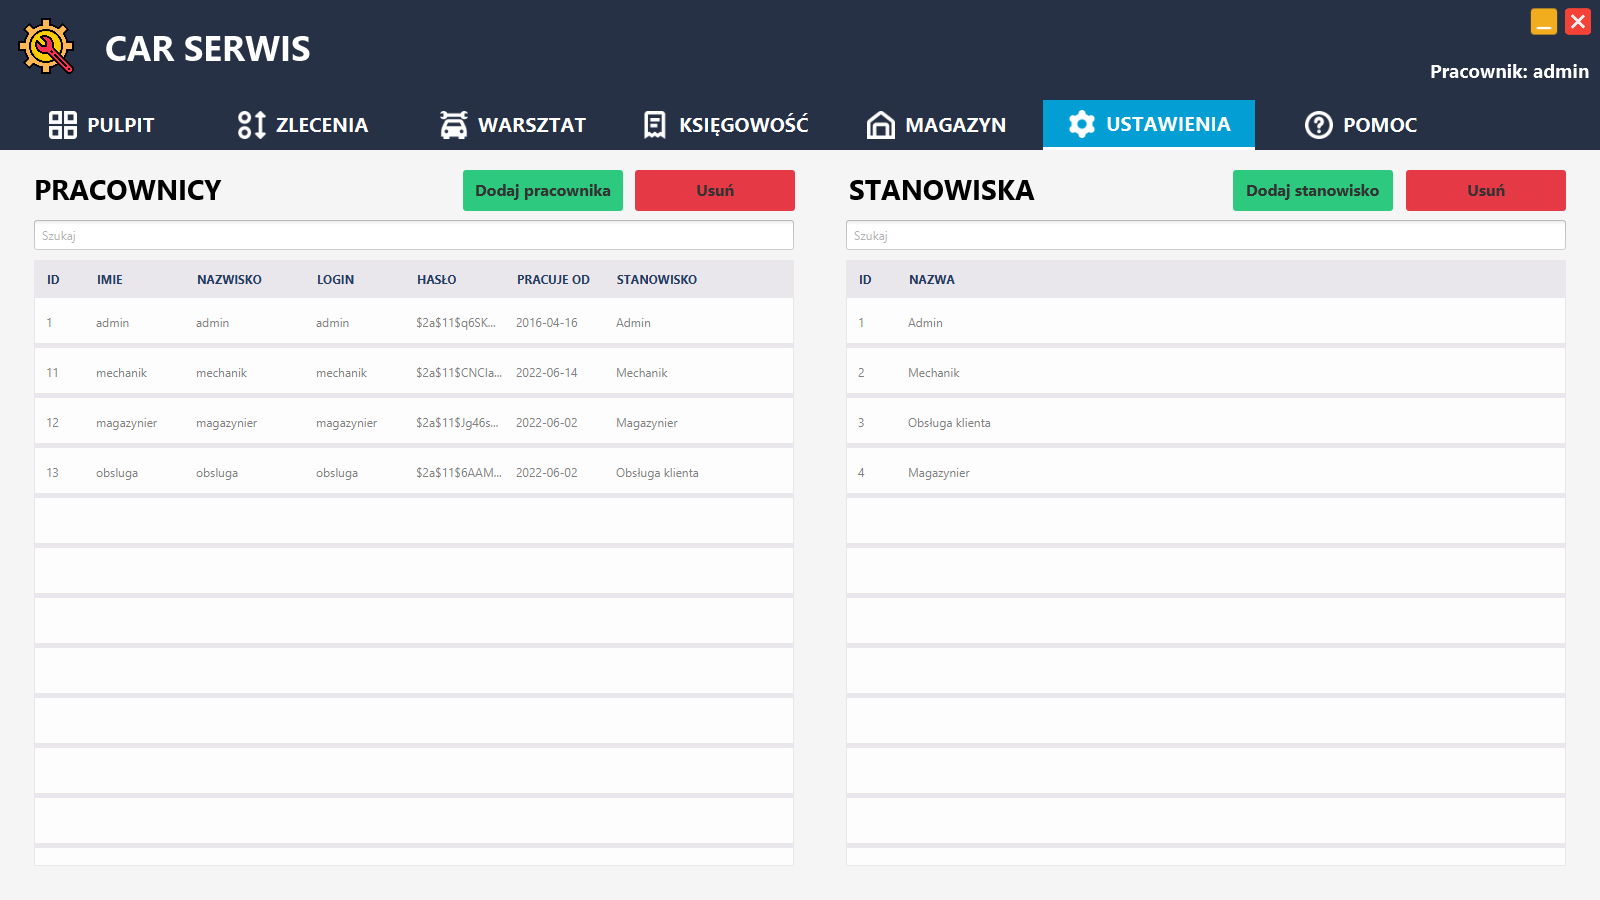 CAR SERWIS
Pracownik: admin
PULPIT ZLECENIA WARSZTAT KSIĘGOWOŚĆ MAGAZYN USTAWIENIA POMOC
PRACOWNICY Dodaj pracownika Usuń
Szukaj
ID IMIE NAZWISKO LOGIN HASŁO PRACUJE OD STANOWISKO
1 admin admin admin $2a$11$q6SK... 2016-04-16 Admin
11 mechanik mechanik mechanik $2a$11$CNCla... 2022-06-14 Mechanik
12 magazynier magazynier magazynier $2a$11$Jg46s... 2022-06-02 Magazynier
13 obsluga obsluga obsluga $2a$11$6AAM... 2022-06-02 Obsługa klienta
STANOWISKA Dodaj stanowisko Usuń
Szukaj
ID NAZWA
1 Admin
2 Mechanik
3 Obsługa klienta
4 Magazynier